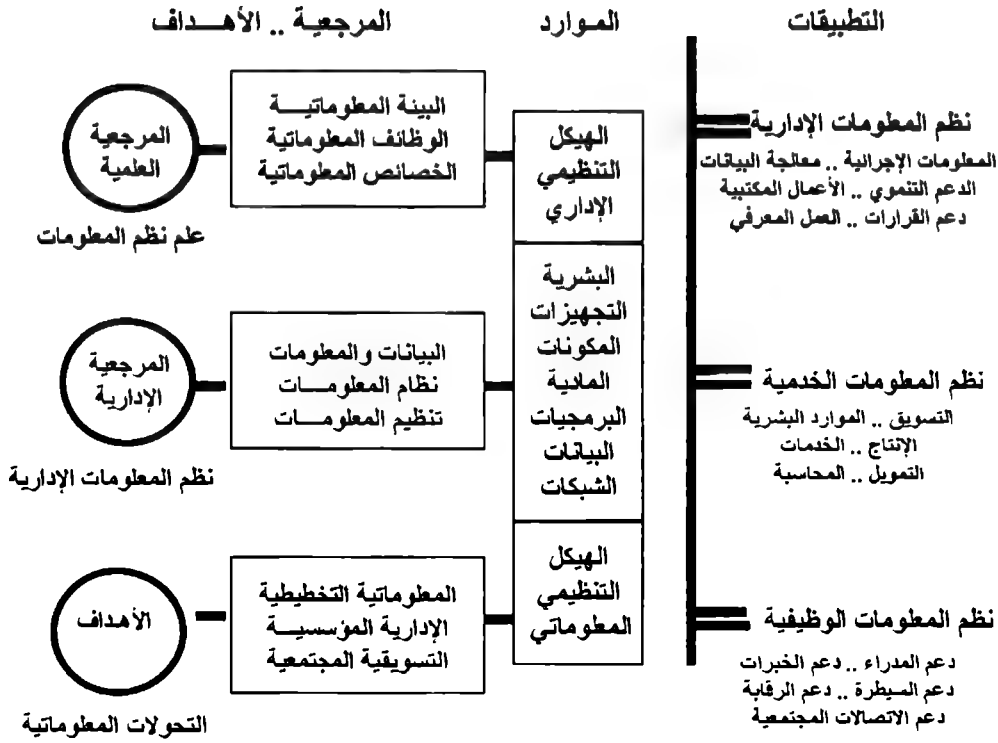 التطبيقات
الموارد
المرجعية .. الأهداف
نظم المعلومات الإدارية
المعلومات الإجرائية .. معالجة البيانات
الدعم التنموي .. الأعمال المكتبية
دعم القرارات .. العمل المعرفي
نظم المعلومات الخدمية
التسويق .. الموارد البشرية
الإنتاج .. الخدمات
التمويل .. المحاسبة
نظم المعلومات الوظيفية
دعم المدراء .. دعم الخبرات
دعم السيطرة .. دعم الرقابة
دعم الاتصالات المجتمعية
الهيكل
التنظيمي
الإداري
البشرية
التجهيزات
المكونات
المادية
البرمجيات
البيانات
الشبكات
الهيكل
التنظيمي
المعلوماتي
البيئة المعلوماتية
الوظائف المعلوماتية
الخصائص المعلوماتية
المرجعية
العلمية
علم نظم المعلومات
البيانات والمعلومات
نظام المعلومات
تنظيم المعلومات
المرجعية
الإدارية
نظم المعلومات الإدارية
المعلوماتية التخطيطية
الإدارية المؤسسية
التسويقية المجتمعية
الأهداف
التحولات المعلوماتية